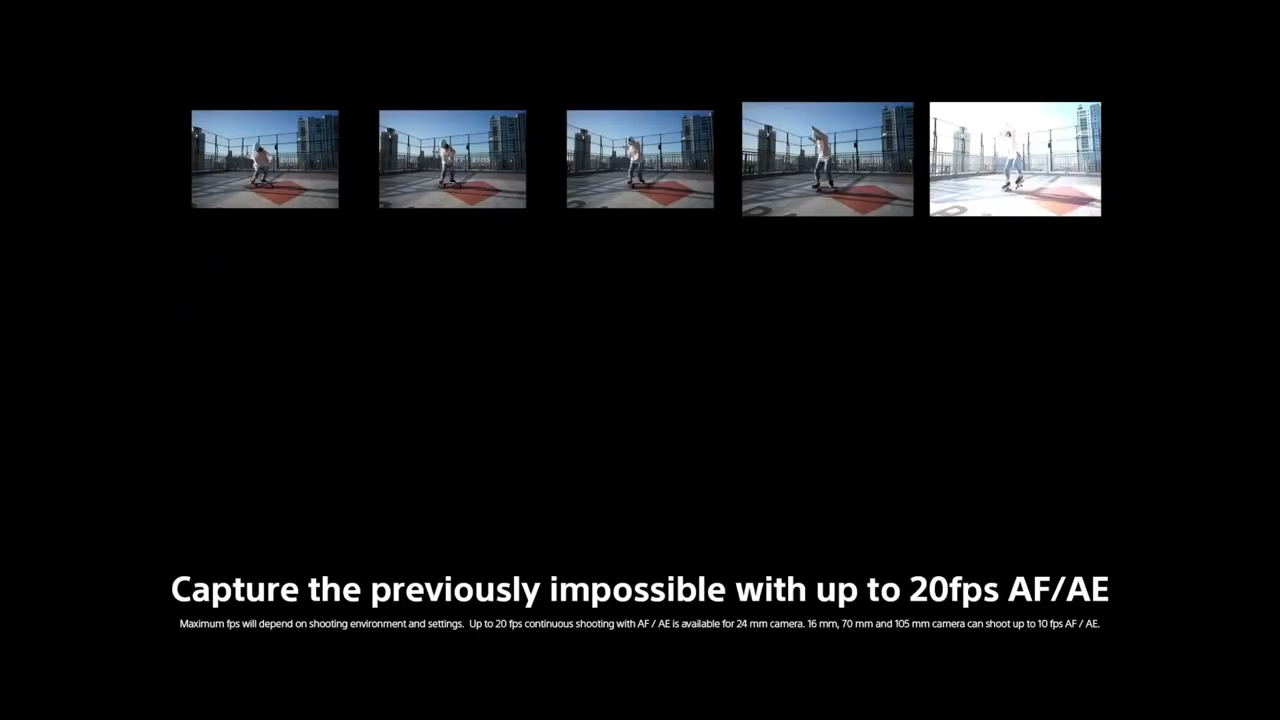 Capture the previously impossible with up to 20fps AF/AE
Maximum fps will depend on shooting environment and settings. Up to 20 fps continuous shooting with AF / AE is available for 24 mm camera. 16 mm, 70 mm and 105 mm camera can shoot up to 10 fps AF / AE.